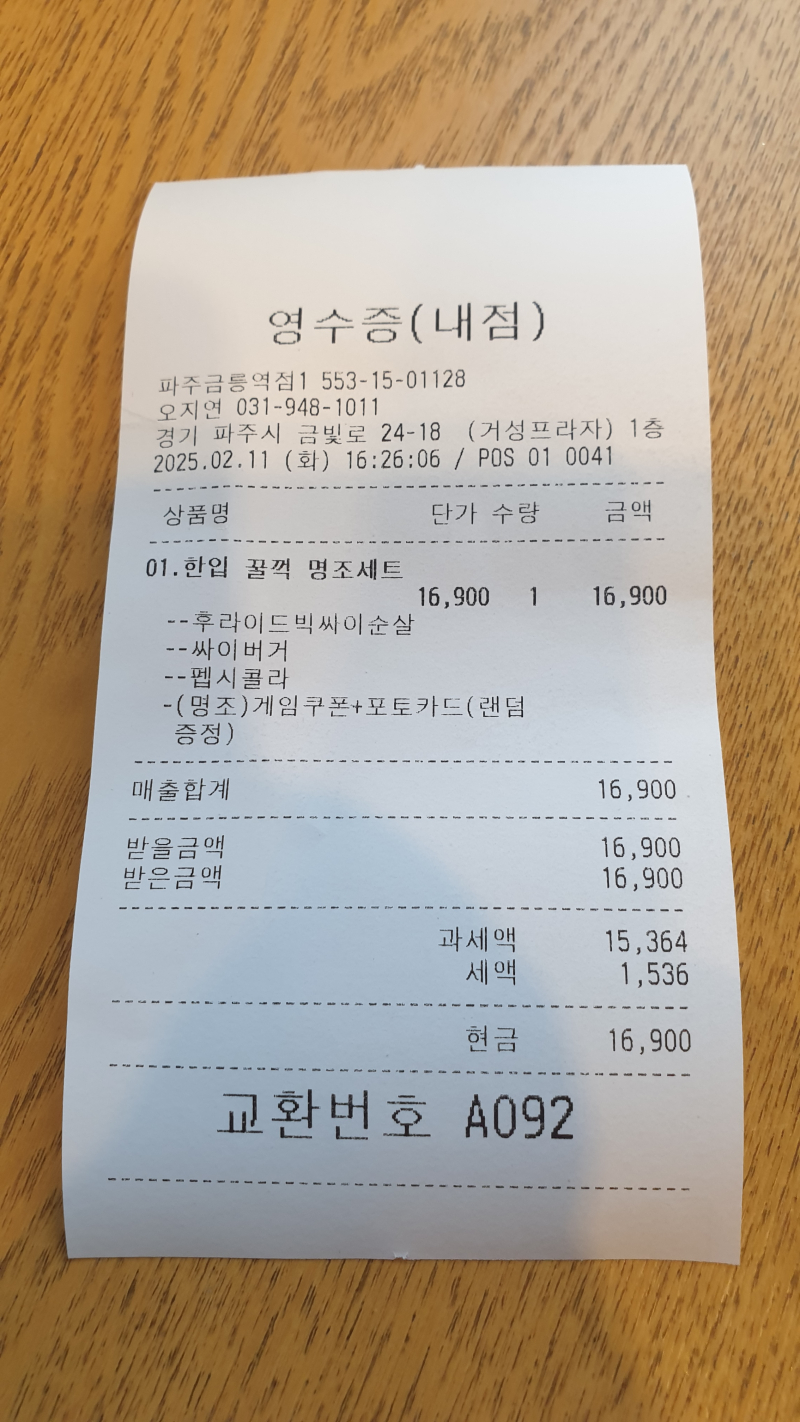 영수증(내점)
파주금릉역점1 553-15-01128
오지연 031-948-1011
경기 파주시 금빛로 24-18 (거성프라자) 1층
2025.02.11 (화) 16:26:06 / POS 01 0041
상품명 단가 수량 금액
01.한입 꿀꺽 명조세트
16,900 1 16,900
--후라이드빅싸이순살
--싸이버거
--펩시콜라
-(명조)게임쿠폰+포토카드(랜덤
증정)
매출합계 16,900
받을금액 16,900
받은금액 16,900
과세액 15,364
세액 1,536
현금 16,900
교환번호 A092